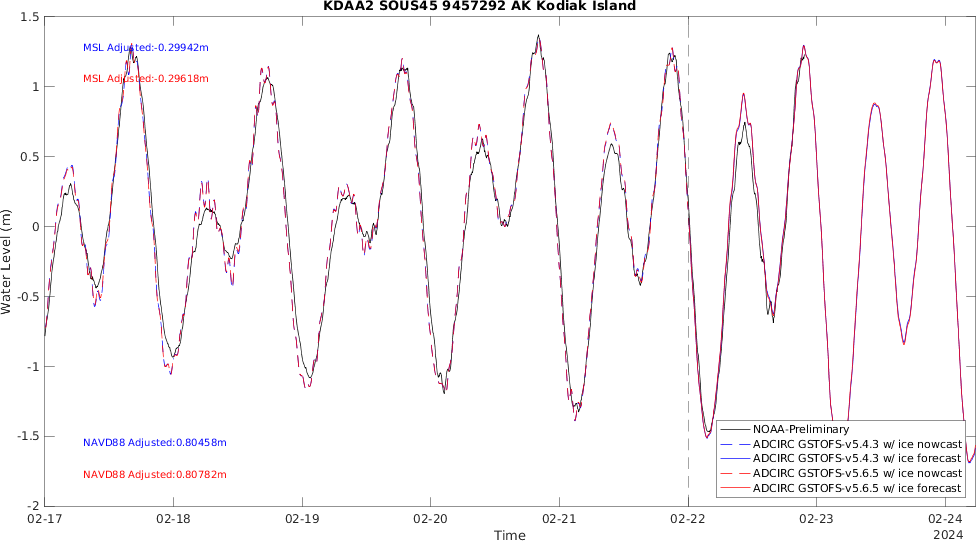 KDAA2 SOUS45 9457292 AK Kodiak Island
1.5
1
0.5
0
-0.5
-1
-1.5
-2
Water Level (m)
MSL Adjusted:-0.29942m
MSL Adjusted:-0.29618m
NAVD88 Adjusted:0.80458m
NAVD88 Adjusted:0.80782m
NOAA-Preliminary
ADCIRC GSTOFS-v5.4.3 w/ ice nowcast
ADCIRC GSTOFS-v5.4.3 w/ ice forecast
ADCIRC GSTOFS-v5.6.5 w/ ice nowcast
ADCIRC GSTOFS-v5.6.5 w/ ice forecast
02-17 02-18 02-19 02-20 02-21 02-22 02-23 02-24
Time
2024